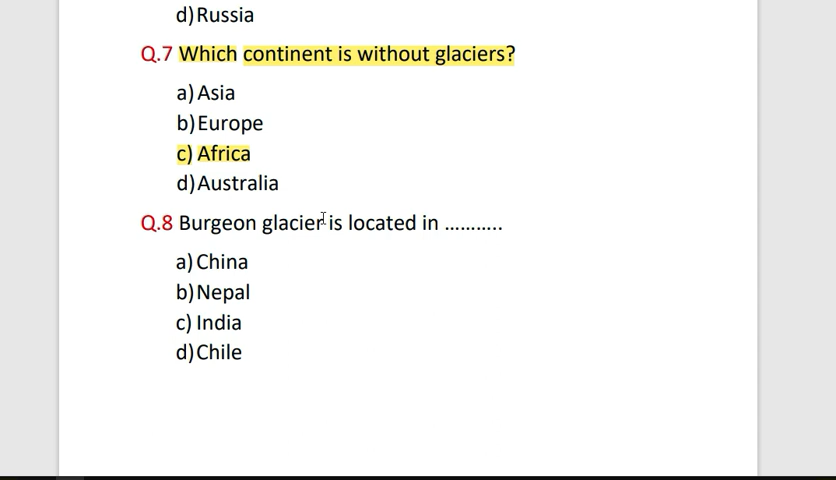 d) Russia
Q.7 Which continent is without glaciers?
a) Asia
b) Europe
c) Africa
d) Australia
Q.8 Burgeon glacier is located in ...........
a) China
b) Nepal
c) India
d) Chile